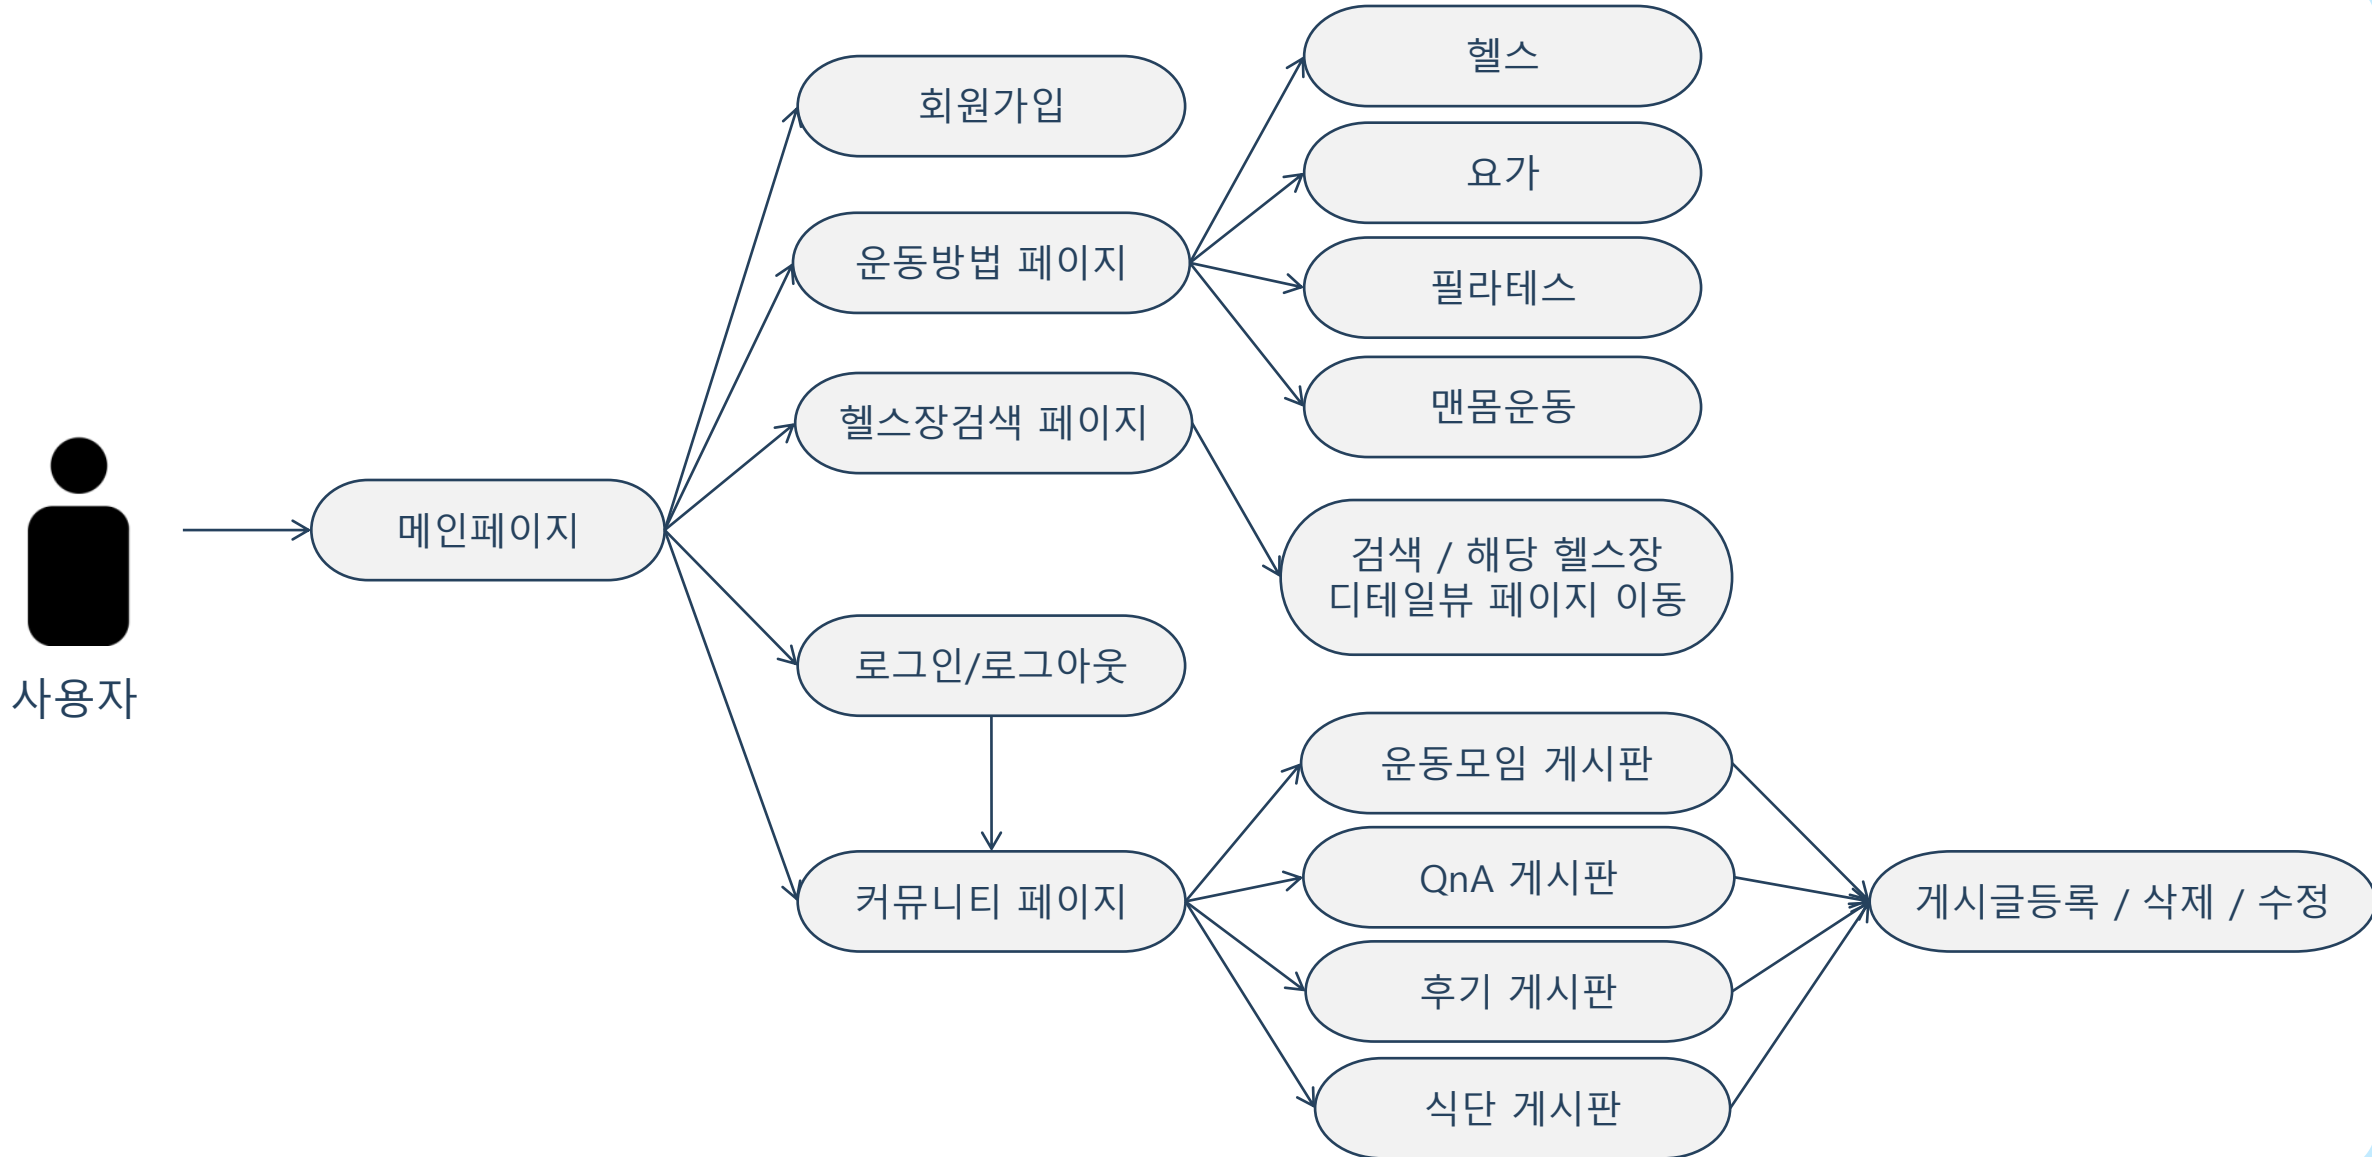 사용자
메인페이지
회원가입
운동방법 페이지
헬스장검색 페이지
로그인/로그아웃
커뮤니티 페이지
헬스
요가
필라테스
맨몸운동
검색 / 해당 헬스장
디테일뷰 페이지 이동
운동모임 게시판
QnA 게시판
후기 게시판
식단 게시판
게시글등록 / 삭제 / 수정